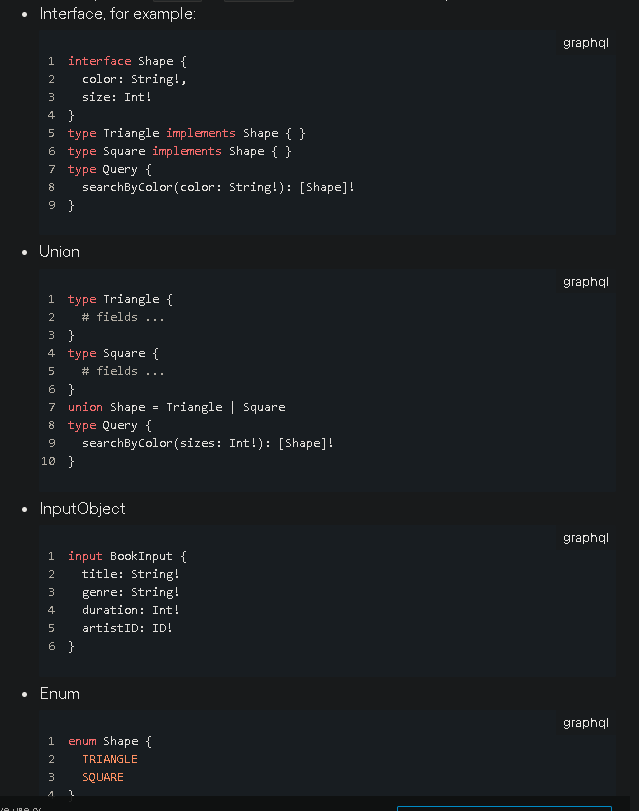 Interface, for example:
graphql
1 interface Shape {
2 color: String!,
3 size: Int!
4 }
5 type Triangle implements Shape { }
6 type Square implements Shape { }
7 type Query {
8 searchByColor(color: String!): [Shape]!
9 }
Union
graphql
1 type Triangle {
2 # fields ...
3 }
4 type Square {
5 # fields ...
6 }
7 union Shape = Triangle | Square
8 type Query {
9 searchByColor(sizes: Int!): [Shape]!
10 }
InputObject
graphql
1 input BookInput {
2 title: String!
3 genre: String!
4 duration: Int!
5 artistID: ID!
6 }
Enum
graphql
1 enum Shape {
2 TRIANGLE
3 SQUARE
4 }